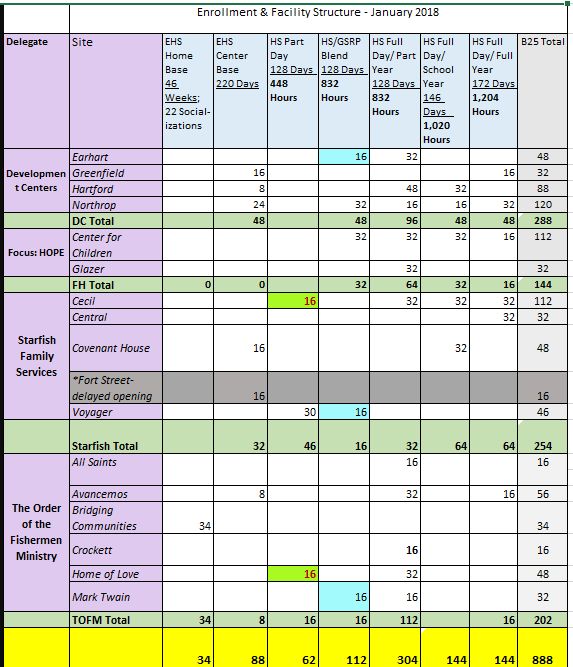 Enrollment & Facility Structure - January 2018
Delegate Site EHS Home Base 46 Weeks; 22 Social-izations EHS Center Base 220 Days HS Part Day 128 Days 448 Hours HS/GSRP Blend 128 Days 832 Hours HS Full Day/ Part Year 128 Days 832 Hours HS Full Day/ School Year 146 Days 1,020 Hours HS Full Day/ Full Year 172 Days 1,204 Hours B25 Total
Developmen t Centers
Earhart 16 32 48
Greenfield 16 16 32
Hartford 8 48 32 88
Northrop 24 32 16 16 32 120
DC Total 48 48 96 48 48 288
Focus: HOPE
Center for Children 32 32 32 16 112
Glazer 32 32
FH Total 0 0 32 64 32 16 144
Starfish Family Services
Cecil 16 32 32 32 112
Central 32 32
Covenant House 16 32 48
*Fort Street- delayed opening 16 16
Voyager 30 16 46
Starfish Total 32 46 16 32 64 64 254
The Order of the Fishermen Ministry
All Saints 16 16
Avancemos 8 32 16 56
Bridging Communities 34 34
Crockett 16 16
Home of Love 16 32 48
Mark Twain 16 16 32
TOFM Total 34 8 16 16 112 16 202
34 88 62 112 304 144 144 888